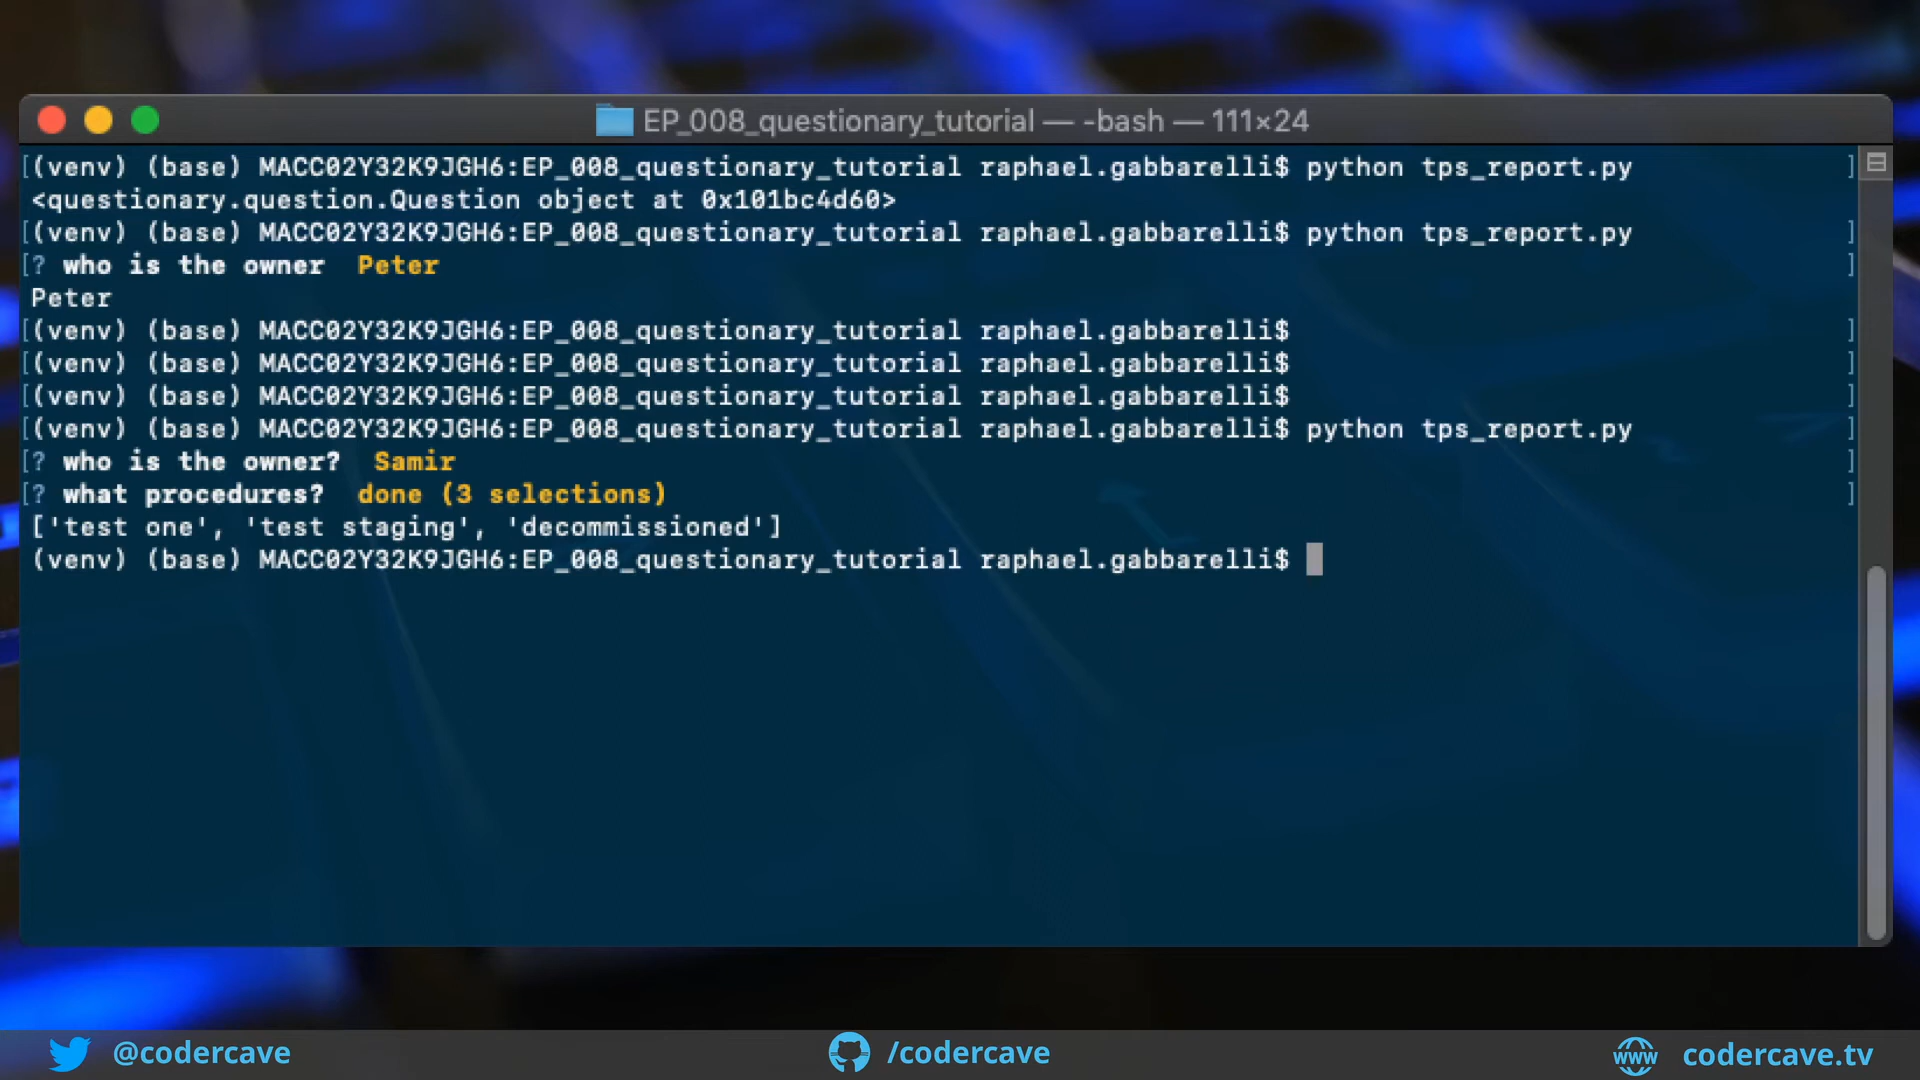 EP_008_questionary_tutorial — -bash — 111×24
[(venv) (base) MACC02Y32K9JGH6:EP_008_questionary_tutorial raphael.gabbarelli$ python tps_report.py ]
<questionary.question.Question object at 0x101bc4d60>
[(venv) (base) MACC02Y32K9JGH6:EP_008_questionary_tutorial raphael.gabbarelli$ python tps_report.py ]
[? who is the owner  Peter ]
Peter
[(venv) (base) MACC02Y32K9JGH6:EP_008_questionary_tutorial raphael.gabbarelli$ ]
[(venv) (base) MACC02Y32K9JGH6:EP_008_questionary_tutorial raphael.gabbarelli$ ]
[(venv) (base) MACC02Y32K9JGH6:EP_008_questionary_tutorial raphael.gabbarelli$ ]
[(venv) (base) MACC02Y32K9JGH6:EP_008_questionary_tutorial raphael.gabbarelli$ python tps_report.py ]
[? who is the owner?  Samir ]
[? what procedures?  done (3 selections) ]
['test one', 'test staging', 'decommissioned']
(venv) (base) MACC02Y32K9JGH6:EP_008_questionary_tutorial raphael.gabbarelli$
@codercave
/codercave
www
codercave.tv